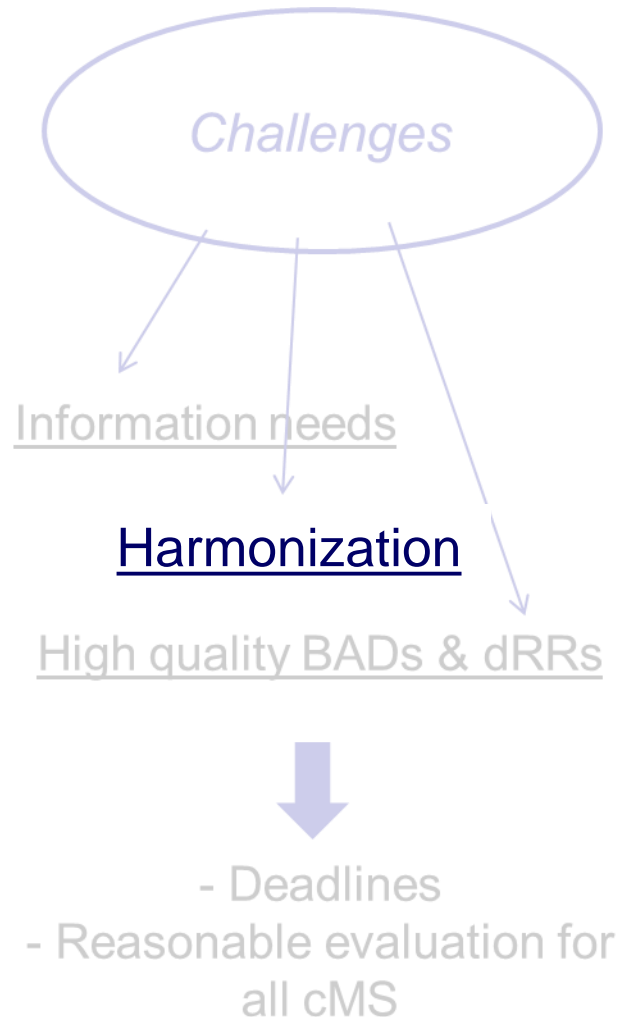 Challenges
Information needs
Harmonization
High quality BADs & dRRs
- Deadlines
- Reasonable evaluation for
all cMS